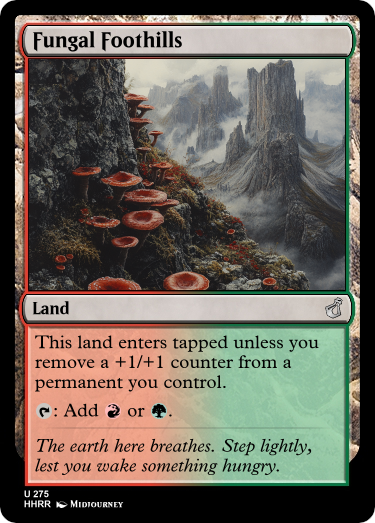 Fungal Foothills
Land
This land enters tapped unless you
remove a +1/+1 counter from a
permanent you control.
: Add or .
The earth here breathes. Step lightly,
lest you wake something hungry.
U 275
HHRR Midjourney